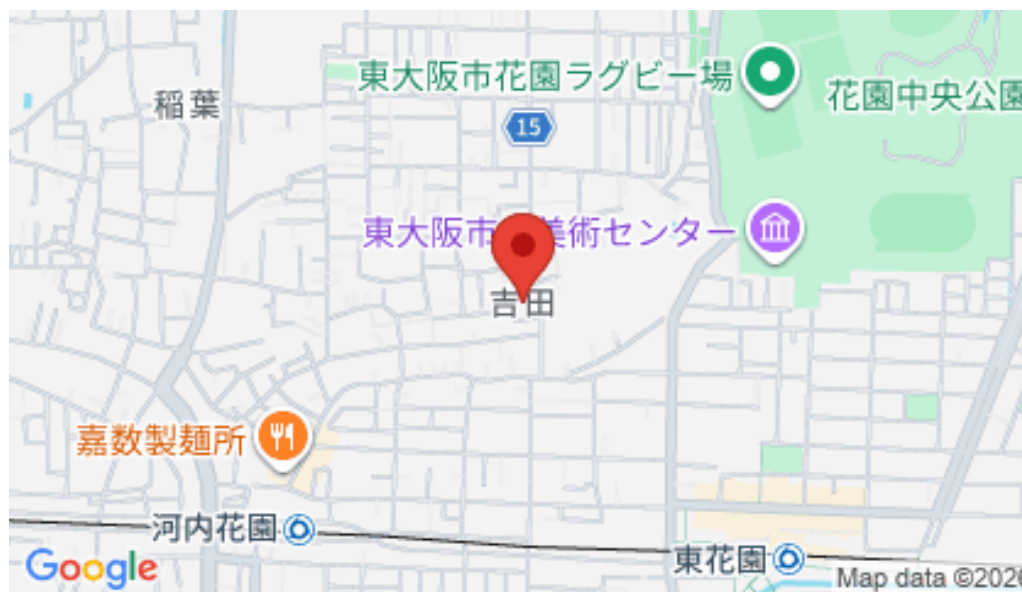 東大阪市花園ラグビー場
花園中央公園
稲葉
15
東大阪市 美術センター
吉田
嘉数製麺所
河内花園
東花園
Google
Map data ©2026